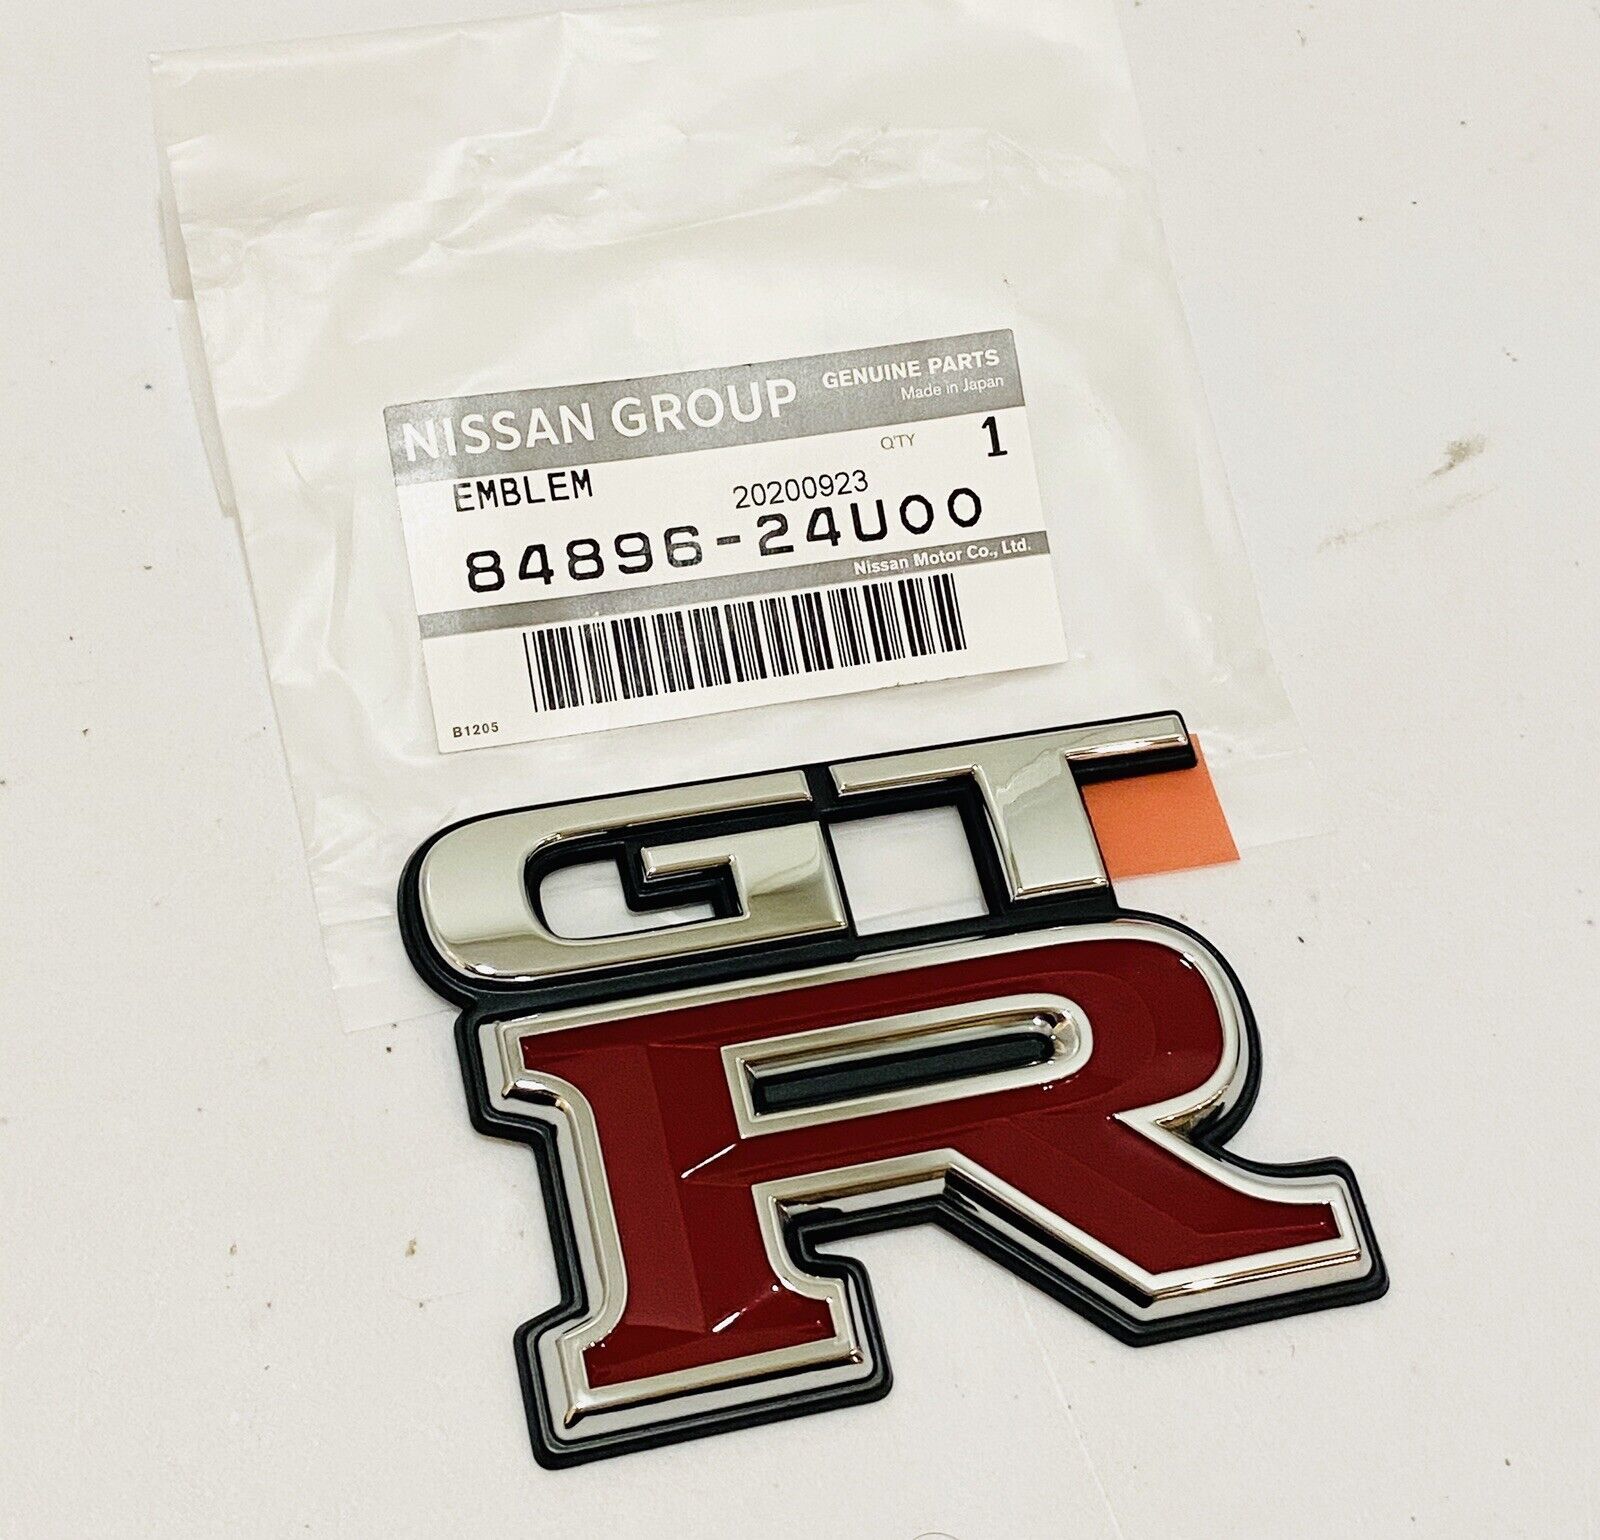 NISSAN GROUP GENUINE PARTS
Made in Japan
Q'TY 1
EMBLEM 20200923
84896-24U00
Nissan Motor Co., Ltd.
B1205
GT
R